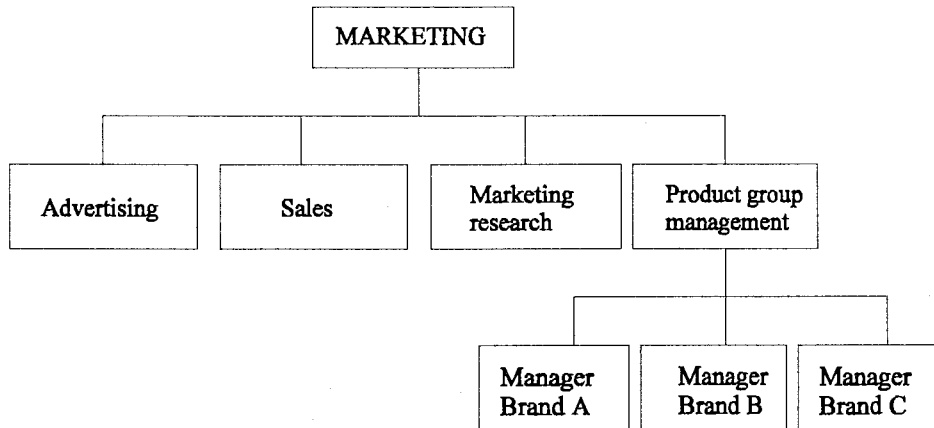 MARKETING
Advertising
Sales
Marketing
research
Product group
management
Manager
Brand A
Manager
Brand B
Manager
Brand C